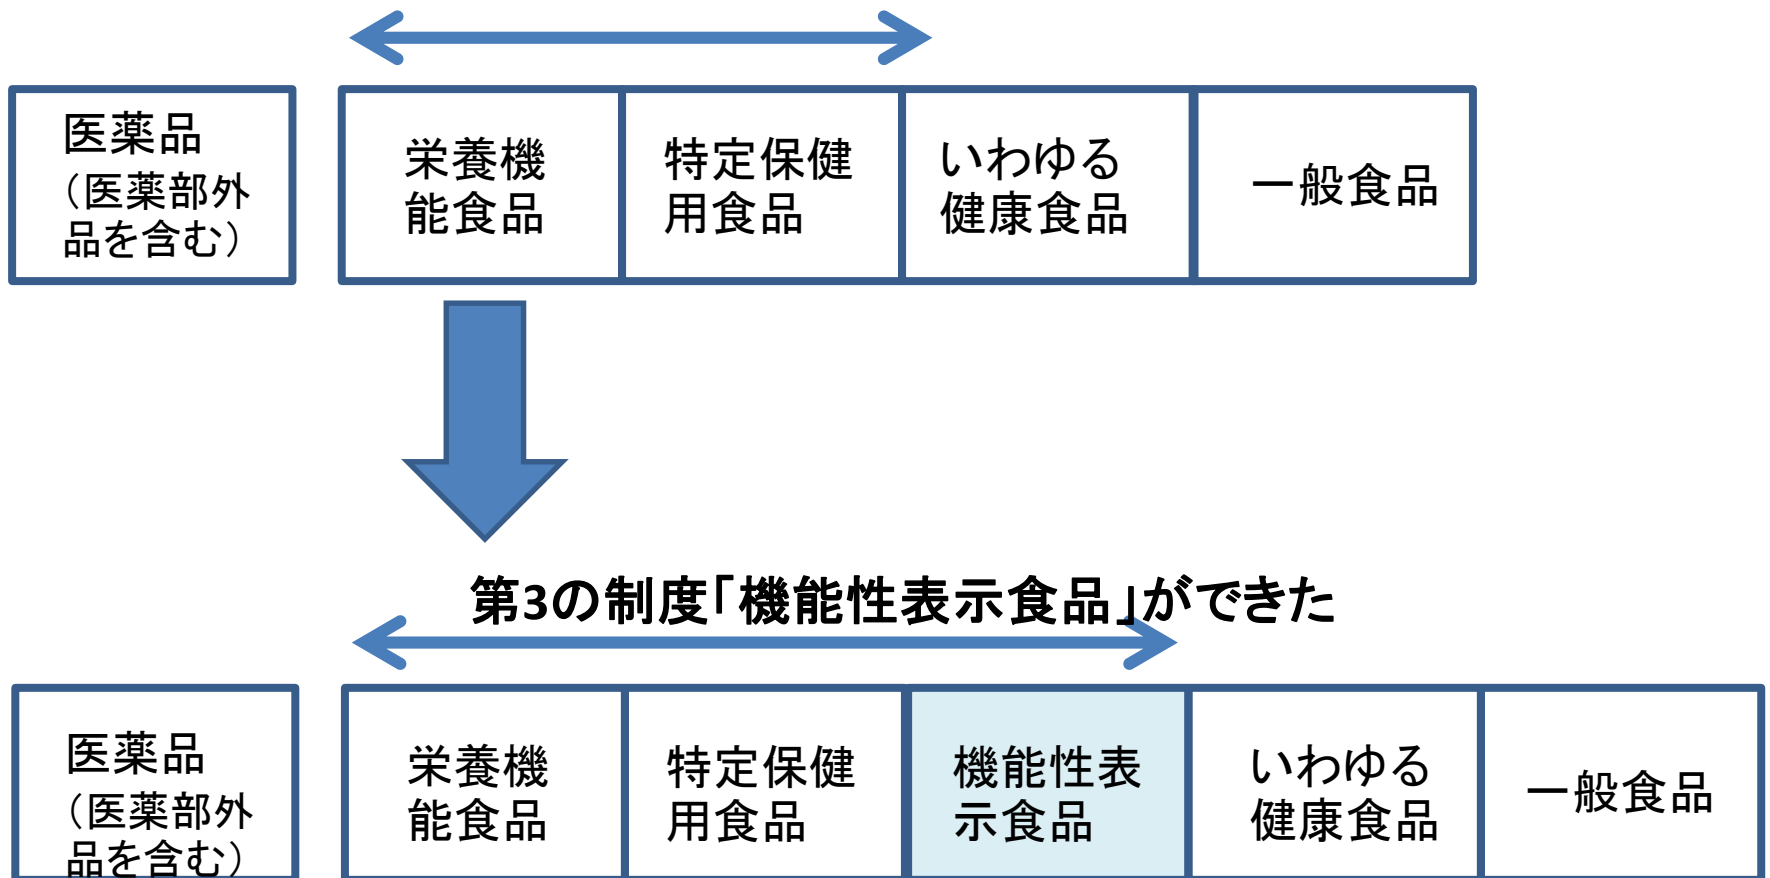 医薬品
（医薬部外
品を含む）
栄養機
能食品
特定保健
用食品
いわゆる
健康食品
一般食品
第3の制度｢機能性表示食品｣ができた
医薬品
（医薬部外
品を含む）
栄養機
能食品
特定保健
用食品
機能性表
示食品
いわゆる
健康食品
一般食品